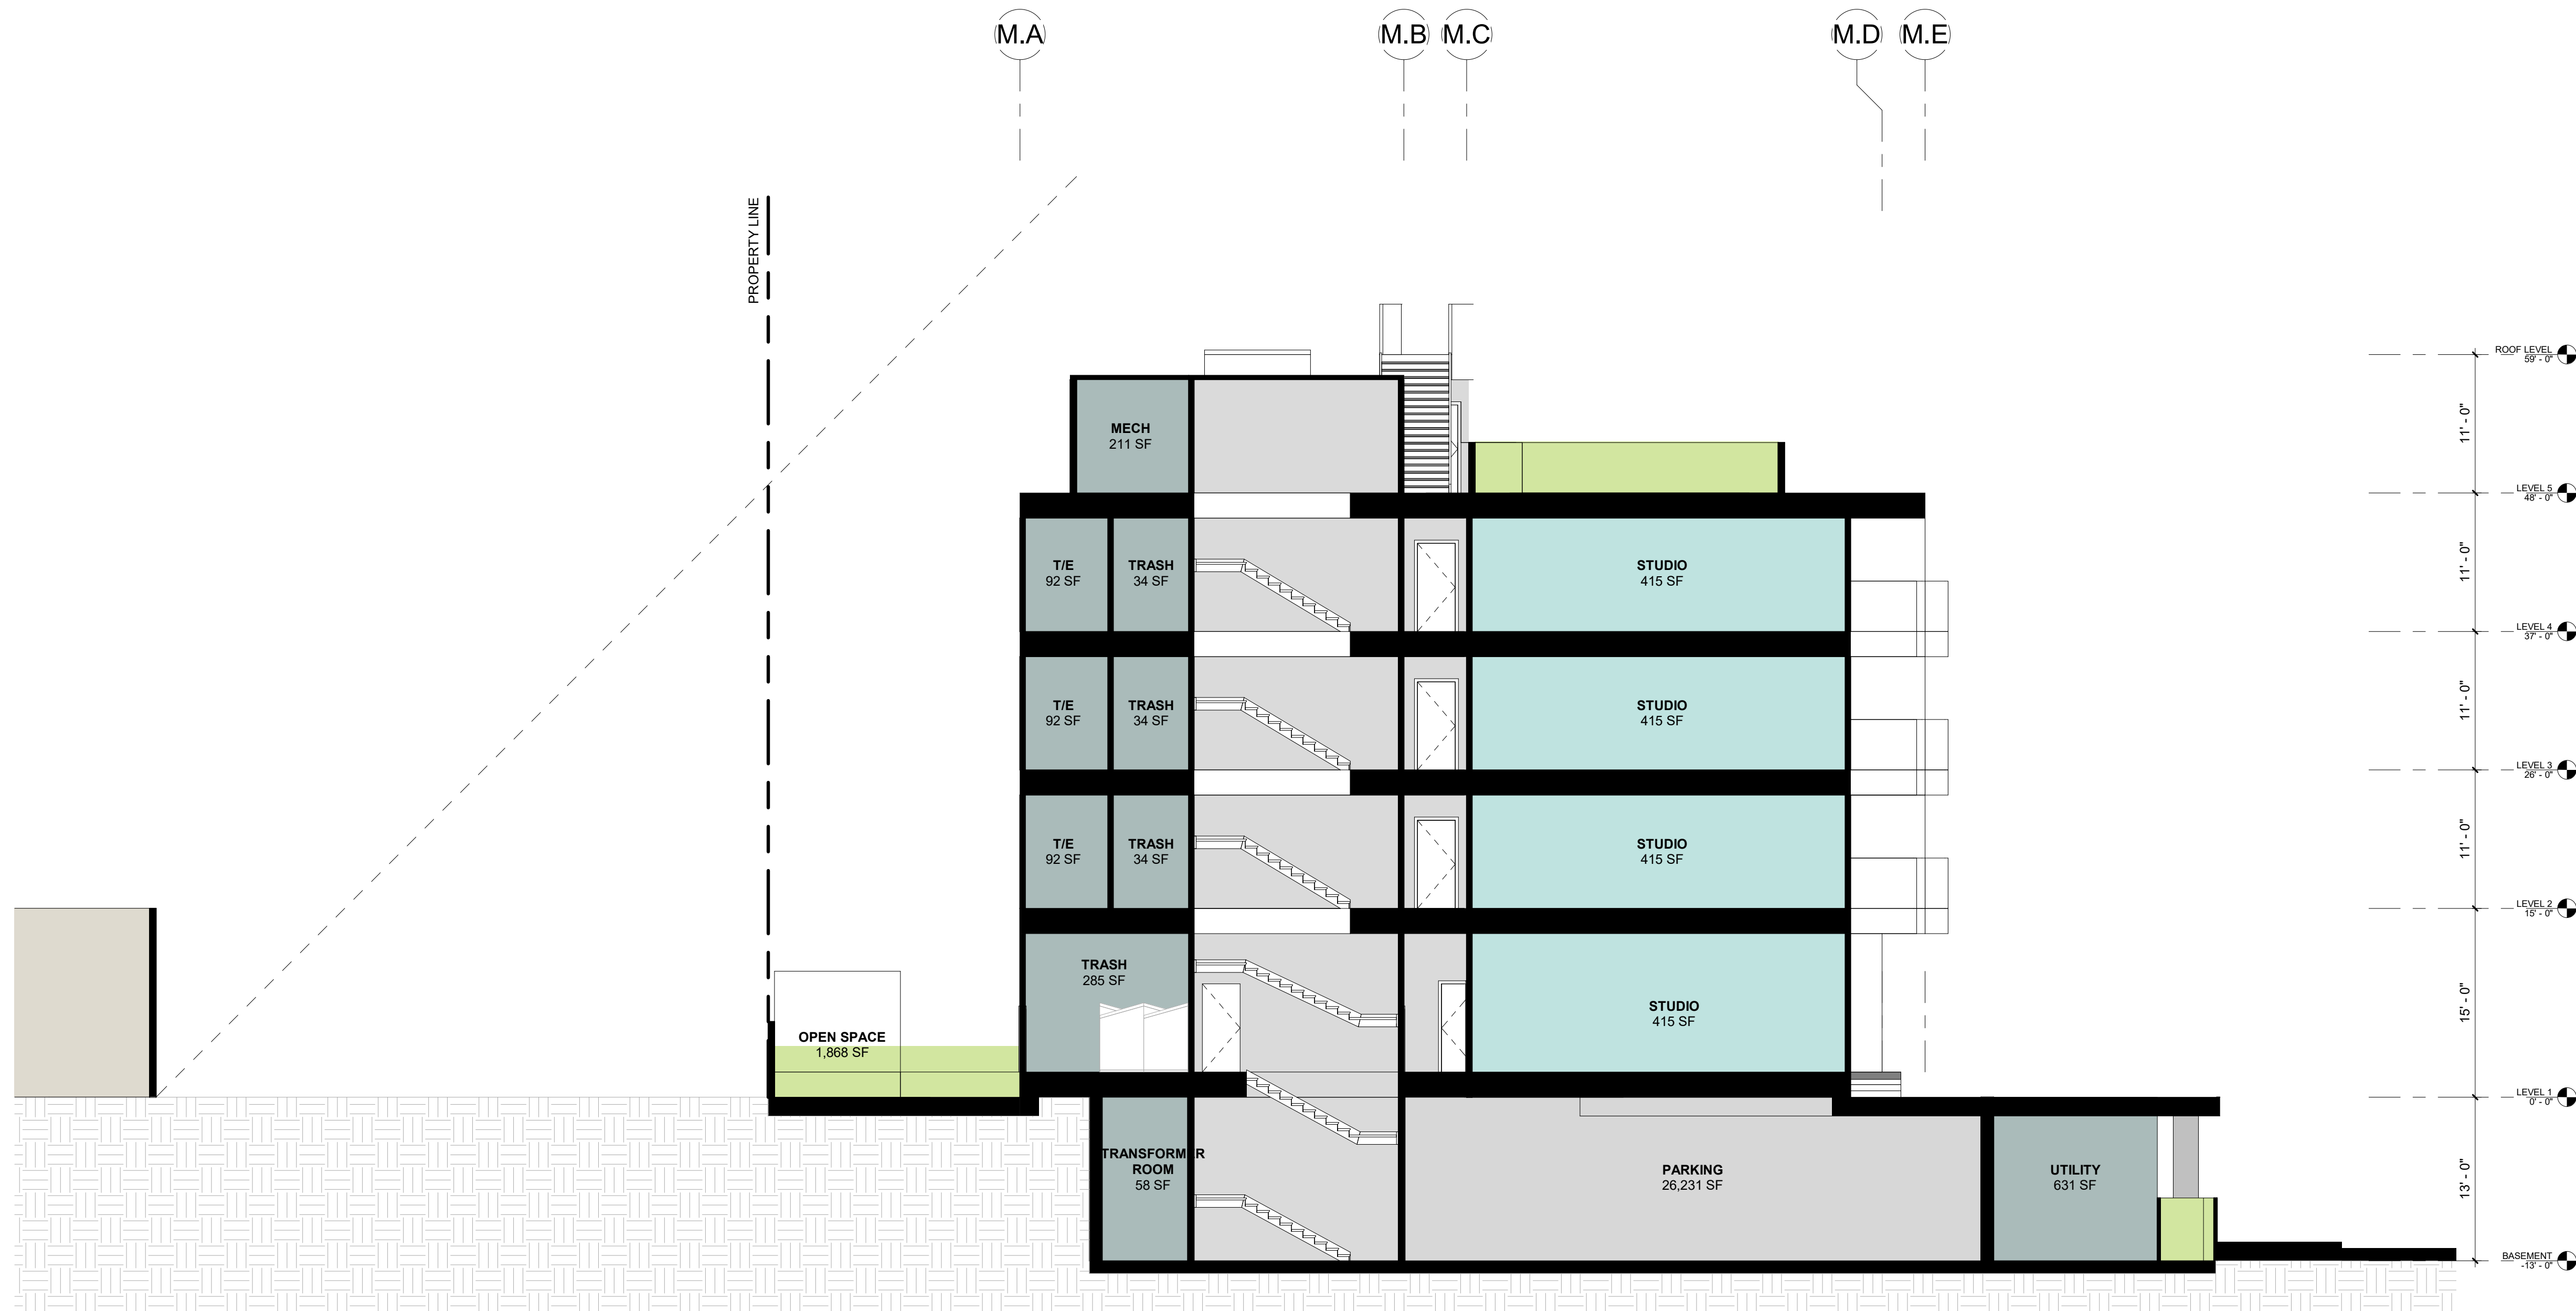 M.A
M.B
M.C
M.D
M.E
PROPERTY LINE
ROOF LEVEL
59' - 0"
11' - 0"
MECH
211 SF
LEVEL 5
48' - 0"
11' - 0"
T/E
92 SF
TRASH
34 SF
STUDIO
415 SF
LEVEL 4
37' - 0"
11' - 0"
T/E
92 SF
TRASH
34 SF
STUDIO
415 SF
LEVEL 3
26' - 0"
11' - 0"
T/E
92 SF
TRASH
34 SF
STUDIO
415 SF
LEVEL 2
15' - 0"
15' - 0"
TRASH
285 SF
STUDIO
415 SF
OPEN SPACE
1,868 SF
LEVEL 1
0' - 0"
13' - 0"
TRANSFORMER
ROOM
58 SF
PARKING
26,231 SF
UTILITY
631 SF
BASEMENT
-13' - 0"